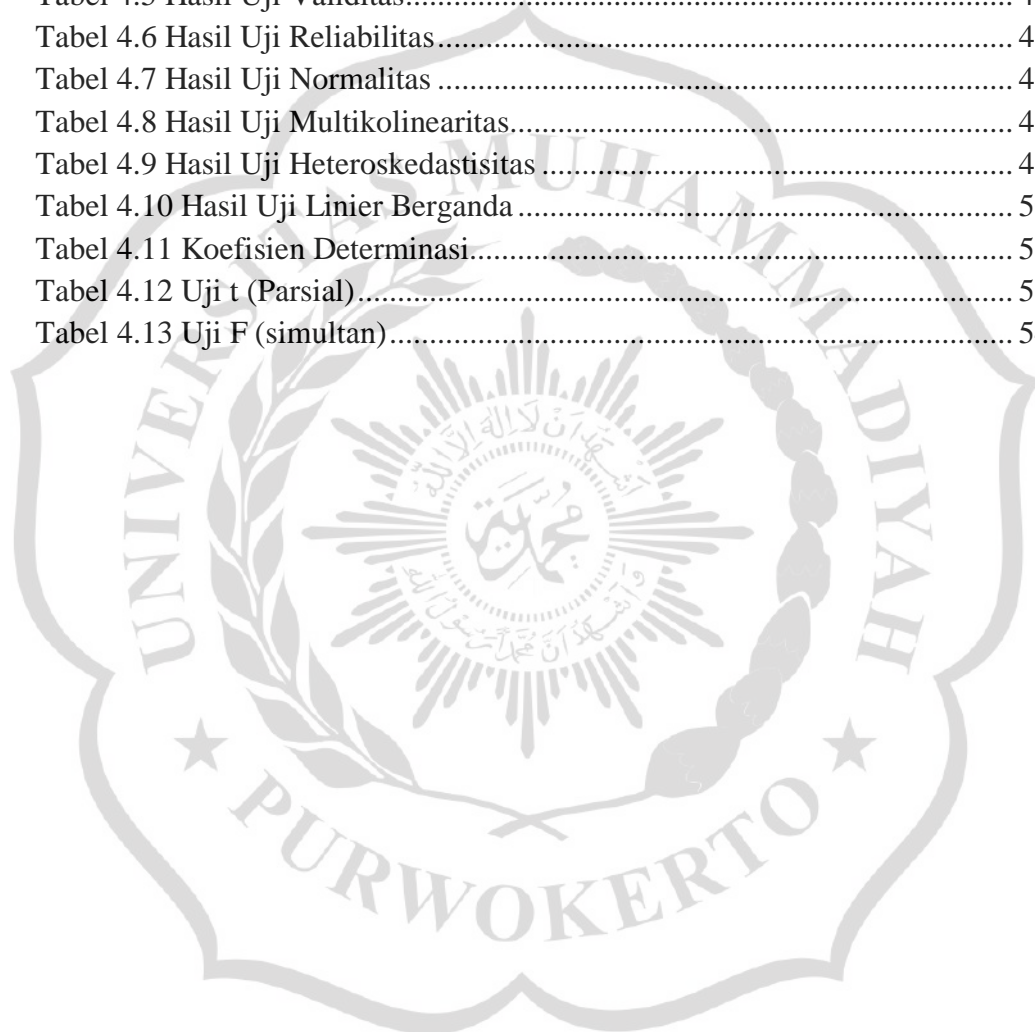 Tabel 4.6 Hasil Uji Reliabilitas.......................................................................... 4
Tabel 4.7 Hasil Uji Normalitas .......................................................................... 4
Tabel 4.8 Hasil Uji Multikolinearitas................................................................. 4
Tabel 4.9 Hasil Uji Heteroskedastisitas ............................................................. 4
Tabel 4.10 Hasil Uji Linier Berganda ................................................................ 5
Tabel 4.11 Koefisien Determinasi...................................................................... 5
Tabel 4.12 Uji t (Parsial).................................................................................... 5
Tabel 4.13 Uji F (simultan)................................................................................ 5
UNIVERSITAS MUHAMMADIYAH
PURWOKERTO